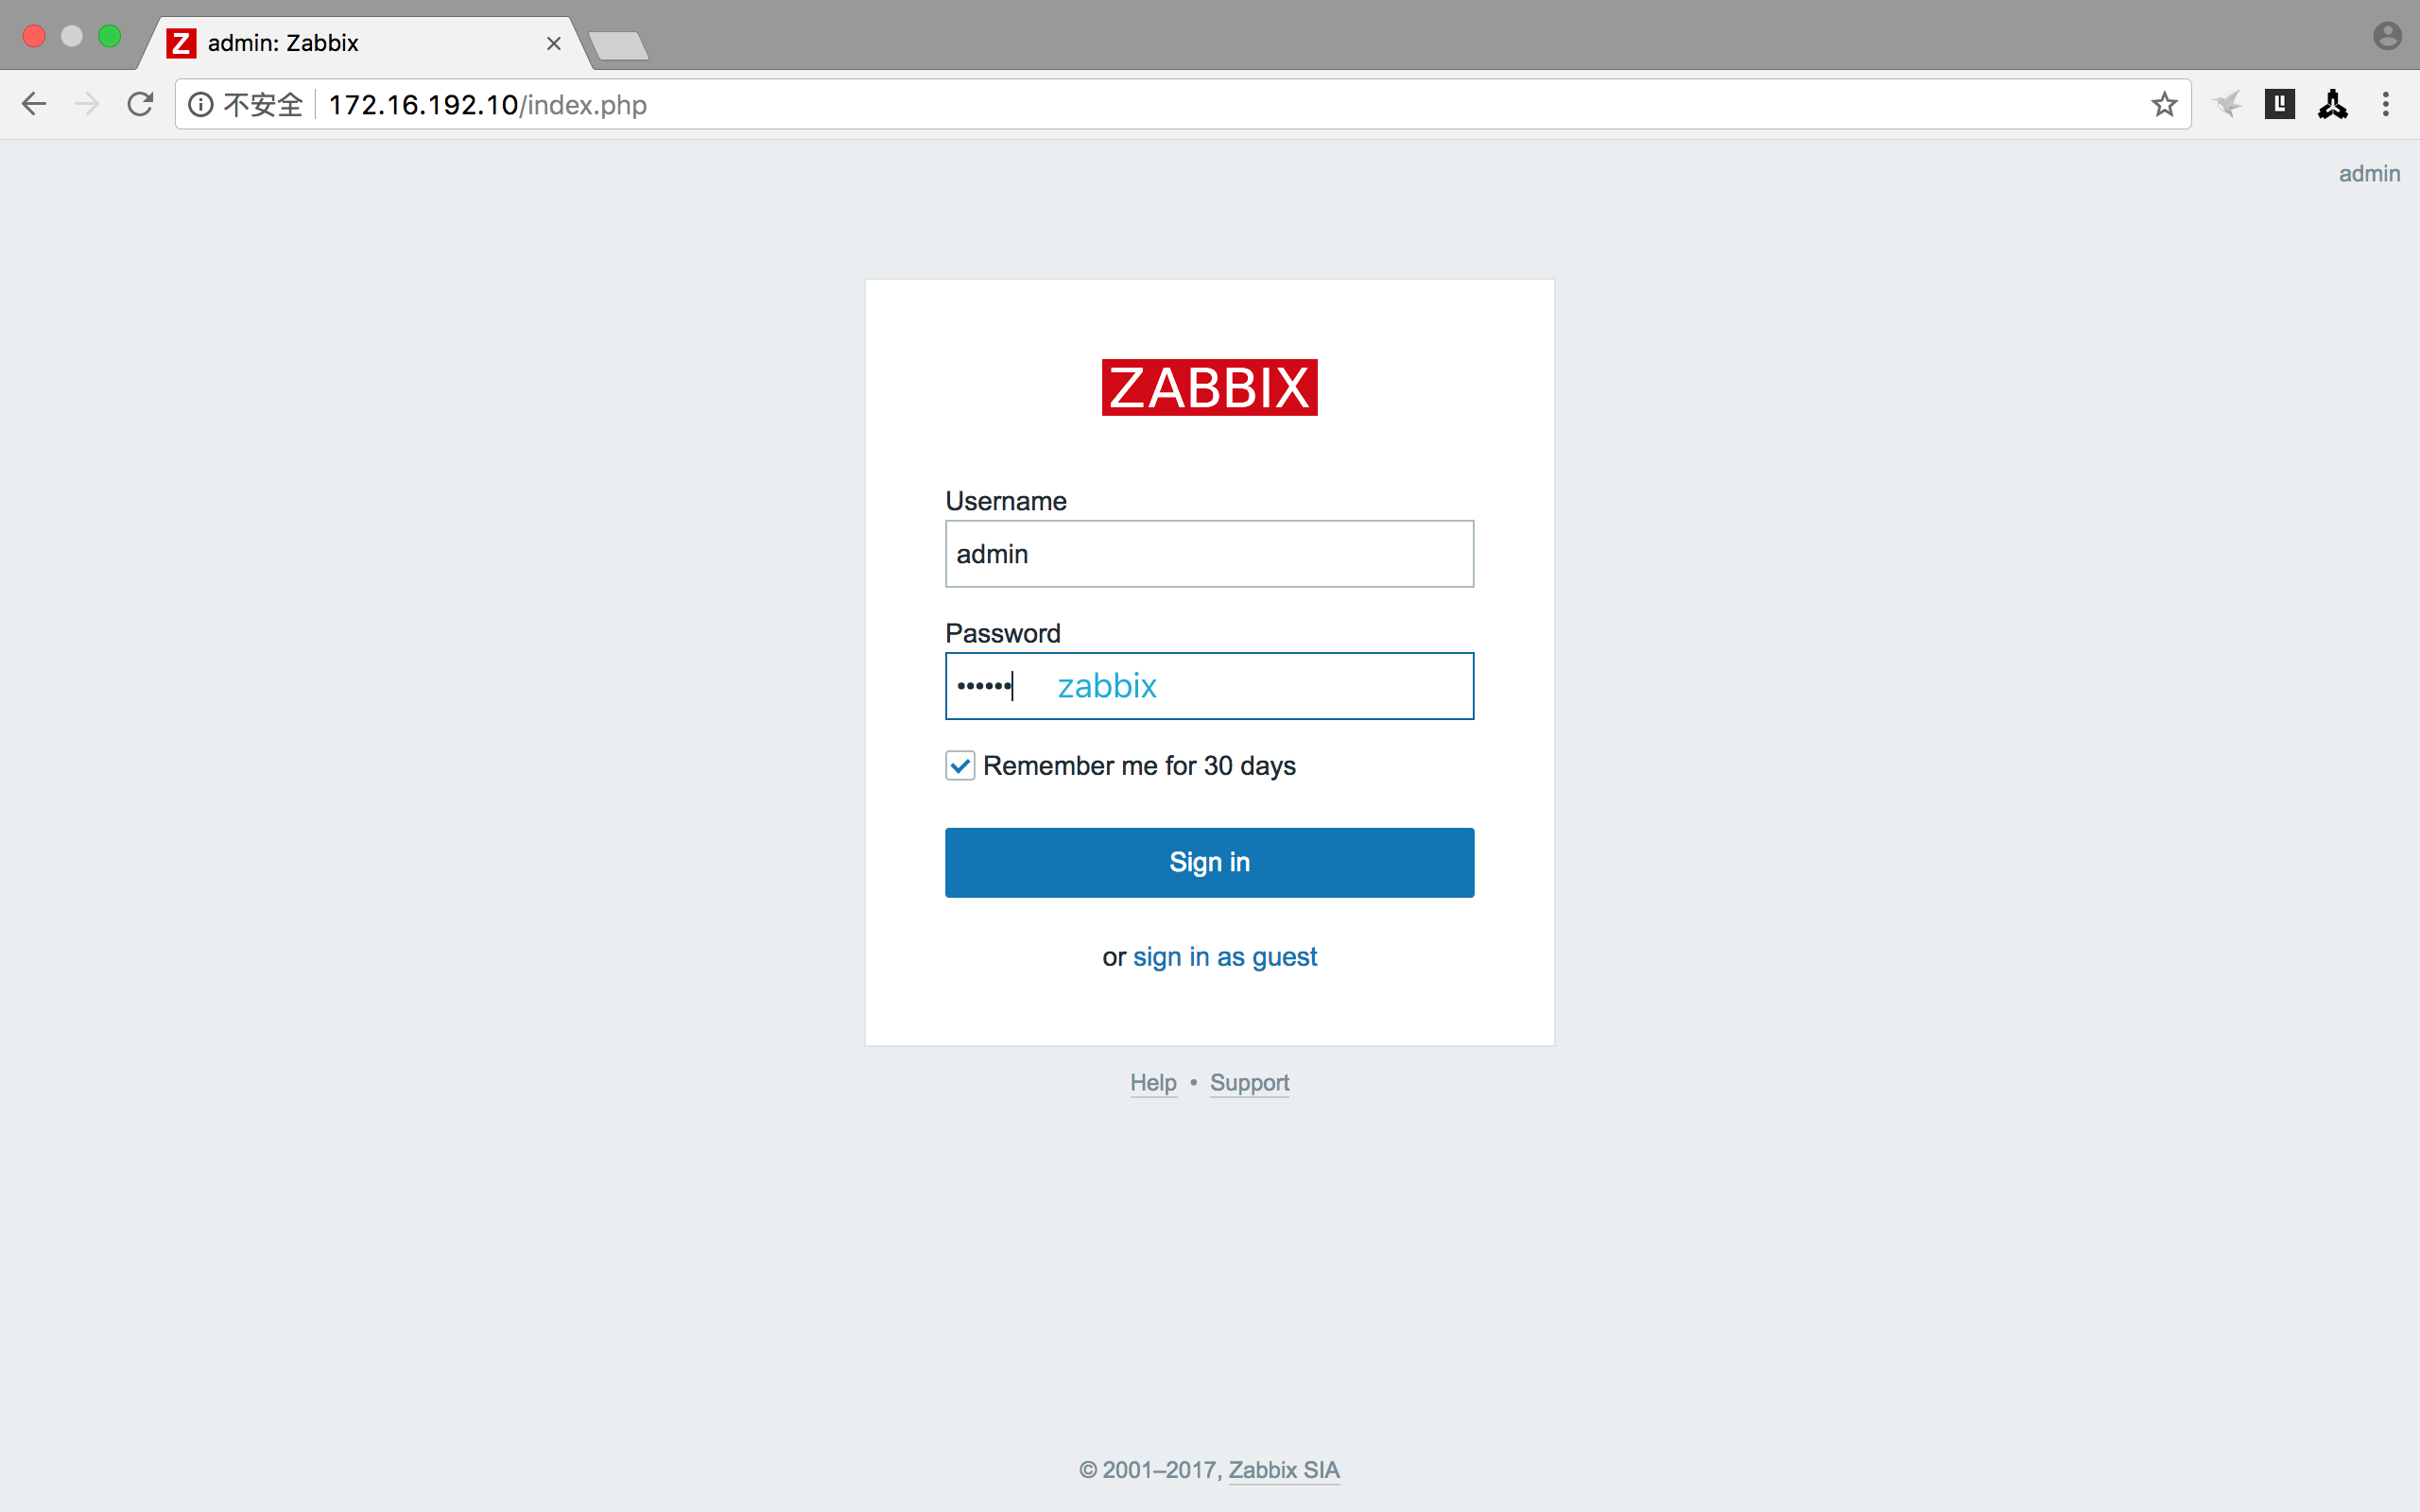 Z admin: Zabbix
不安全 172.16.192.10/index.php
admin
ZABBIX
Username
admin
Password
•••••• zabbix
Remember me for 30 days
Sign in
or sign in as guest
Help • Support
© 2001–2017, Zabbix SIA